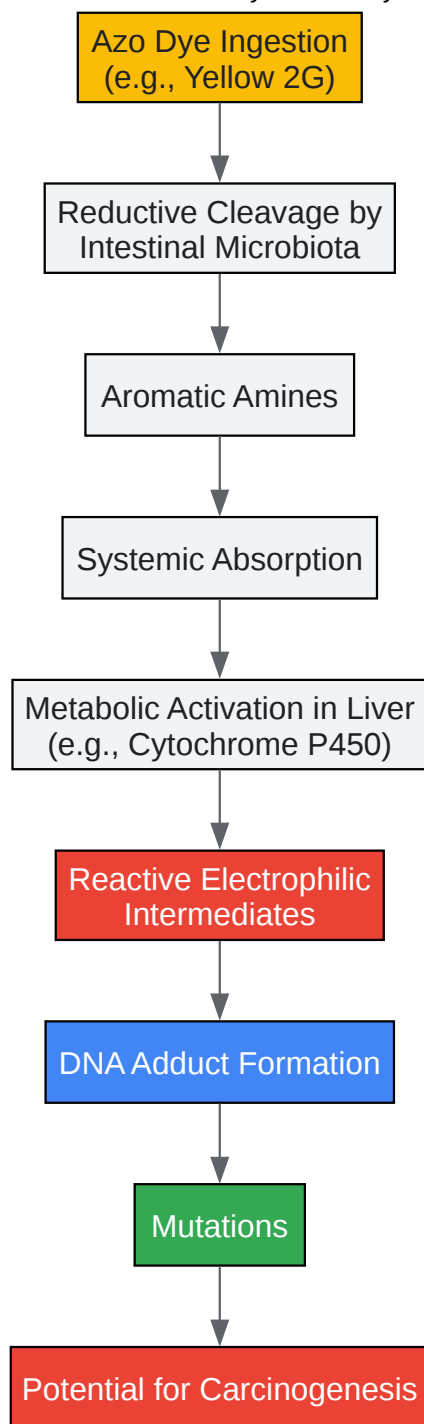 Azo Dye Ingestion
(e.g., Yellow 2G)
Reductive Cleavage by
Intestinal Microbiota
Aromatic Amines
Systemic Absorption
Metabolic Activation in Liver
(e.g., Cytochrome P450)
Reactive Electrophilic
Intermediates
DNA Adduct Formation
Mutations
Potential for Carcinogenesis